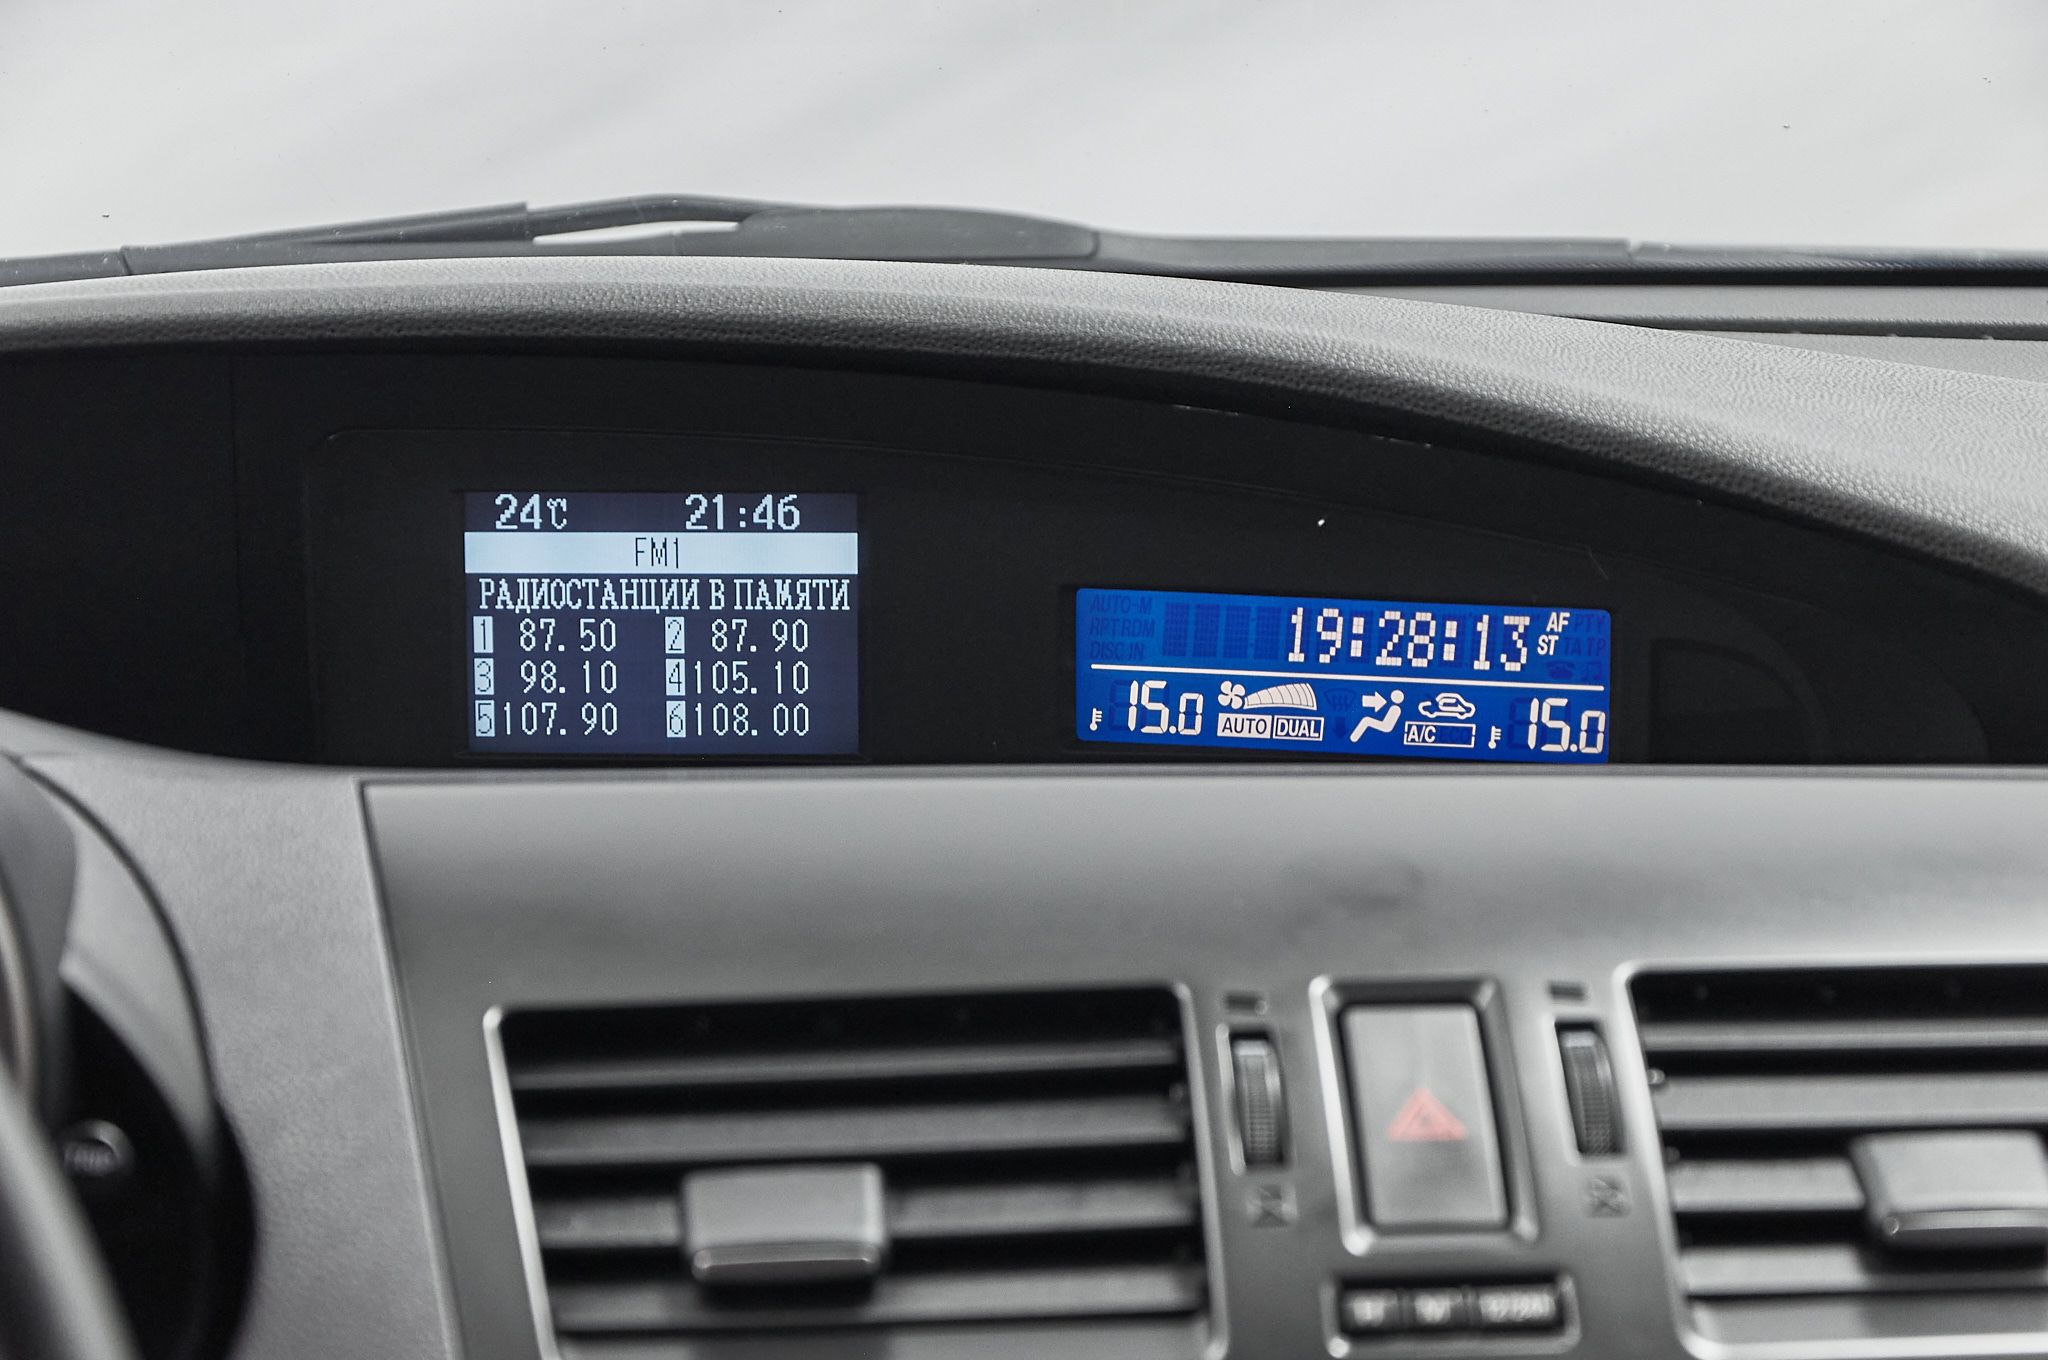 24℃ 21:46
FM1
РАДИОСТАНЦИИ В ПАМЯТИ
1 87.50 2 87.90
3 98.10 4 105.10
5 107.90 6 108.00
AUTO-M 19:28:13 AF PTY
RPT RDM ST TA TP
DISC IN
15.0 AUTO DUAL A/C ECO 15.0